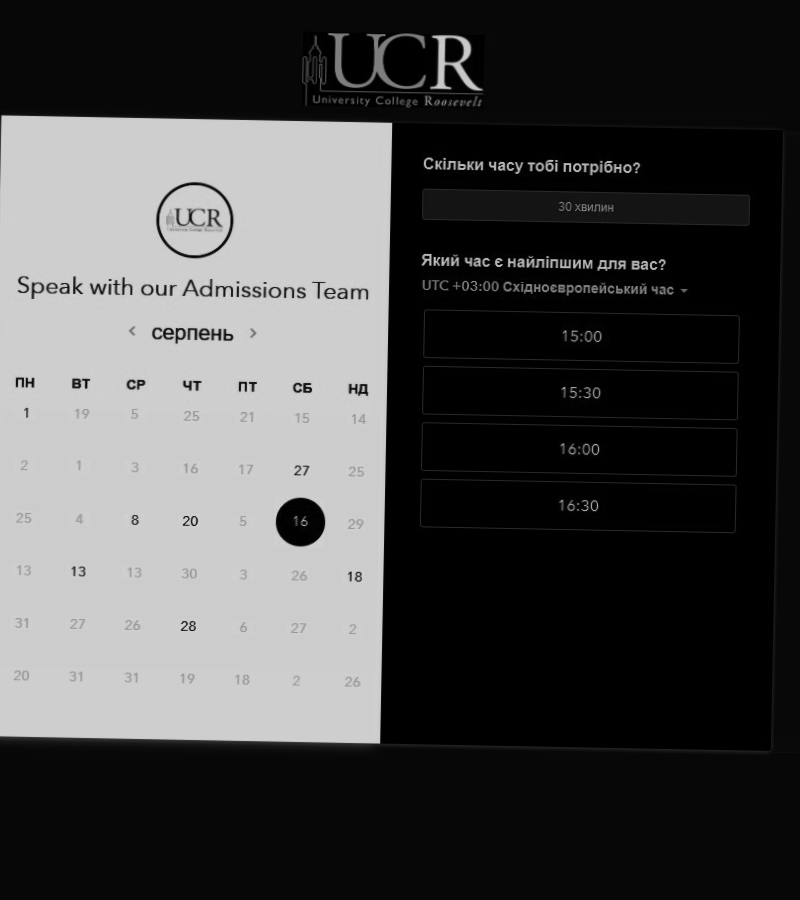 UCR
University College Roosevelt
UCR
Speak with our Admissions Team
серпень
ПН ВТ СР ЧТ ПТ СБ НД
1 19 5 25 21 15 14
2 1 3 16 17 27 25
25 4 8 20 5 16 29
13 13 13 30 3 26 18
31 27 26 28 6 27 2
20 31 31 19 18 2 26
Скільки часу тобі потрібно?
30 хвилин
Який час є найліпшим для вас?
UTC +03:00 Східноєвропейський час
15:00
15:30
16:00
16:30